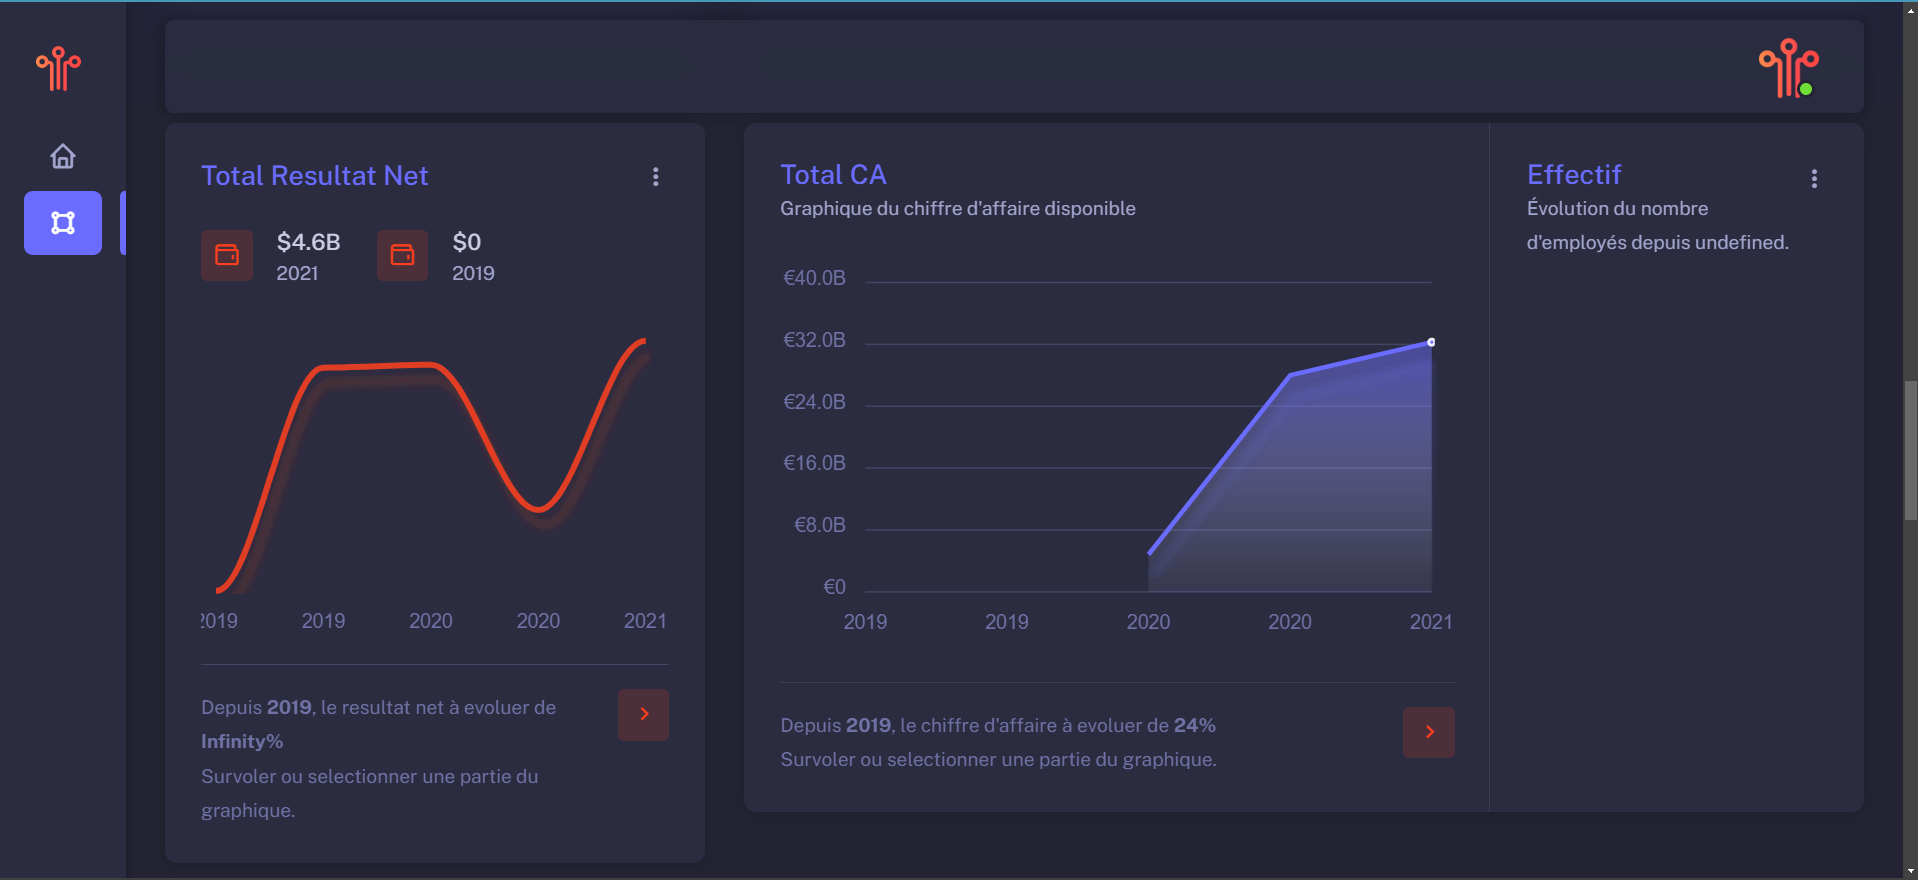 Total Resultat Net
$4.6B
2021
$0
2019
2019
2019
2020
2020
2021
Depuis 2019, le resultat net à evoluer de
Infinity%
Survoler ou selectionner une partie du
graphique.
Total CA
Graphique du chiffre d'affaire disponible
€40.0B
€32.0B
€24.0B
€16.0B
€8.0B
€0
2019
2019
2020
2020
2021
Depuis 2019, le chiffre d'affaire à evoluer de 24%
Survoler ou selectionner une partie du graphique.
Effectif
Évolution du nombre
d'employés depuis undefined.